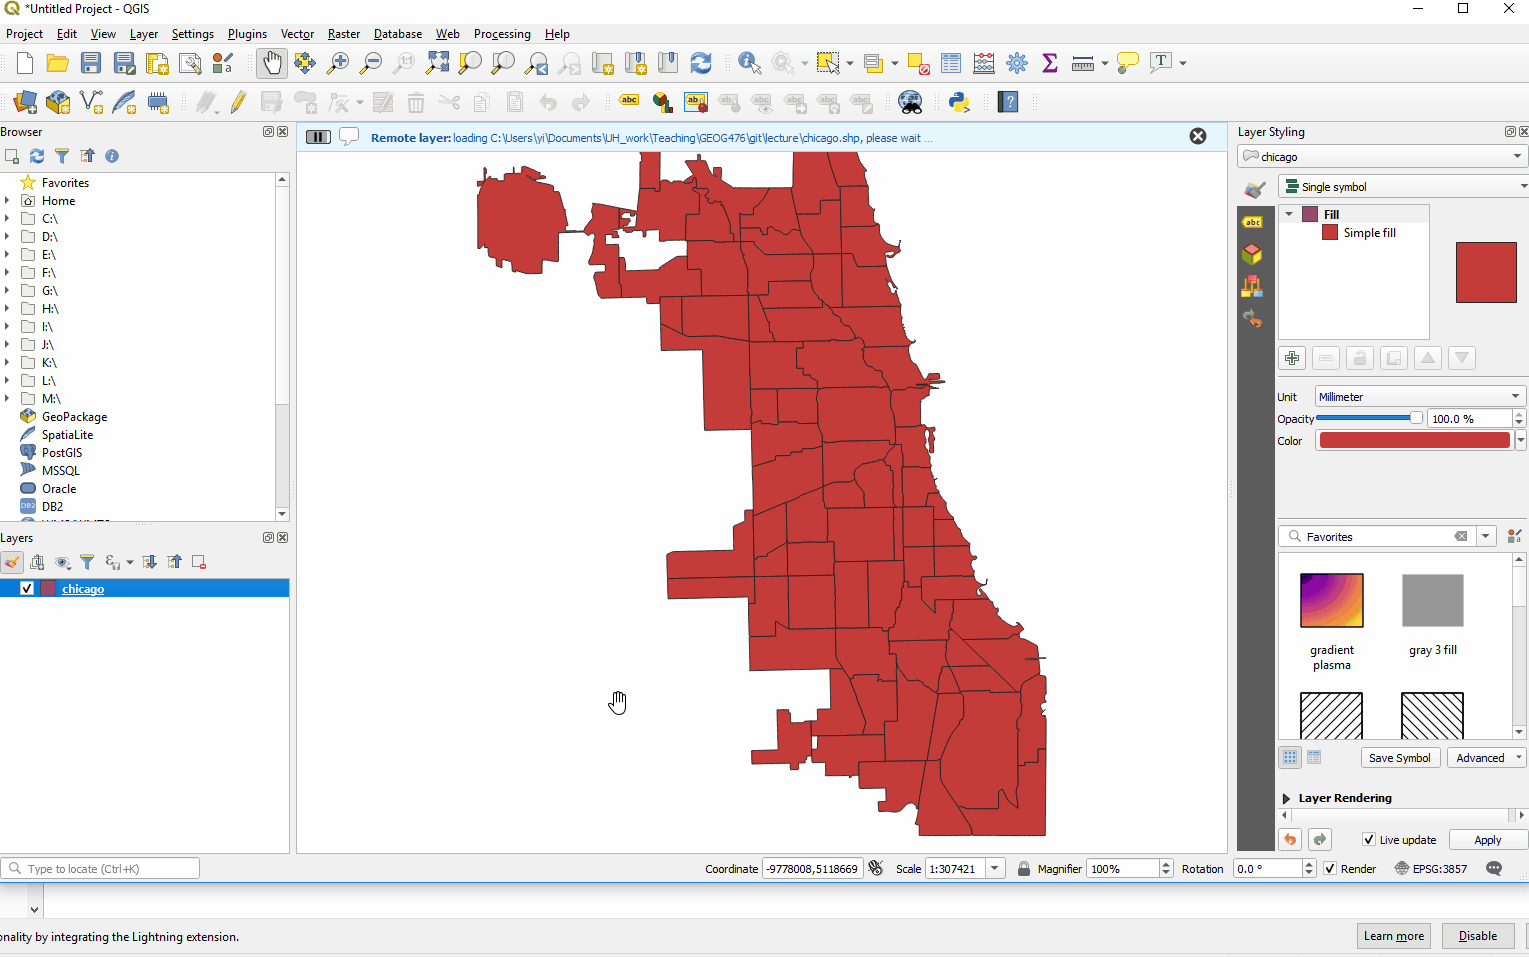 *Untitled Project - QGIS
Project Edit View Layer Settings Plugins Vector Raster Database Web Processing Help
Browser
Remote layer: loading C:\Users\yi\Documents\UH_work\Teaching\GEOG476\git\lecture\chicago.shp, please wait ...
Layer Styling
chicago
Favorites
Home
C:\
D:\
E:\
F:\
G:\
H:\
I:\
J:\
K:\
L:\
M:\
GeoPackage
SpatiaLite
PostGIS
MSSQL
Oracle
DB2
Single symbol
Fill
Simple fill
Unit Millimeter
Opacity 100.0 %
Color
Layers
chicago
Favorites
gradient plasma
gray 3 fill
Save Symbol Advanced
Layer Rendering
Live update Apply
Type to locate (Ctrl+K)
Coordinate -9778008,5118669 Scale 1:307421 Magnifier 100% Rotation 0.0 ° Render EPSG:3857
onality by integrating the Lightning extension.
Learn more Disable